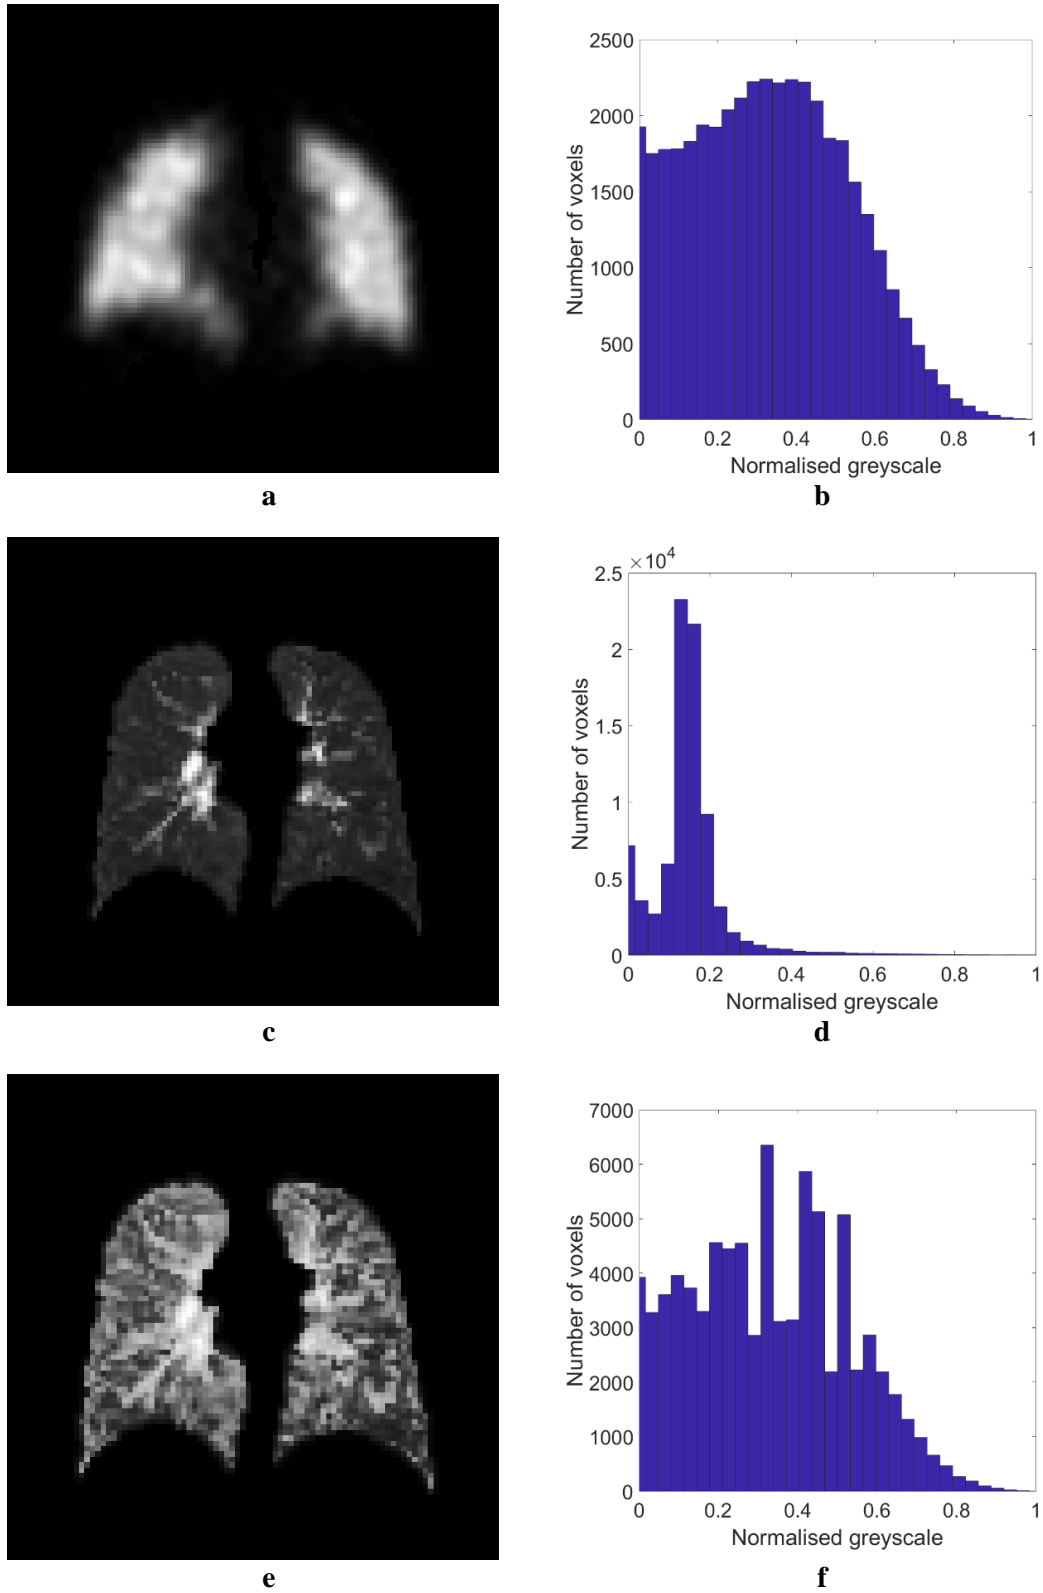 2500
2000
1500
1000
500
0
0 0.2 0.4 0.6 0.8 1
Number of voxels
Normalised greyscale
a b
×10⁴
2.5
2
1.5
1
0.5
0
0 0.2 0.4 0.6 0.8 1
Number of voxels
Normalised greyscale
c d
7000
6000
5000
4000
3000
2000
1000
0
0 0.2 0.4 0.6 0.8 1
Number of voxels
Normalised greyscale
e f